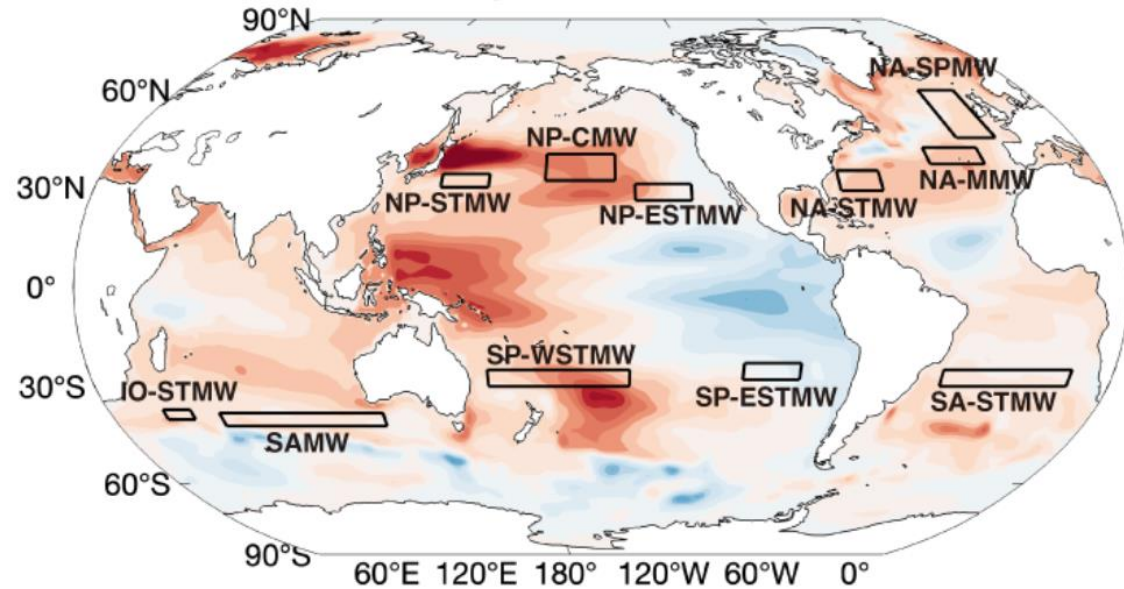 90°N
NA-SPMW
60°N
NP-CMW
NA-MMW
30°N
NP-STMW
NP-ESTMW
NA-STMW
0°
SP-WSTMW
30°S
IO-STMW
SP-ESTMW
SA-STMW
SAMW
60°S
90°S
60°E 120°E 180° 120°W 60°W 0°